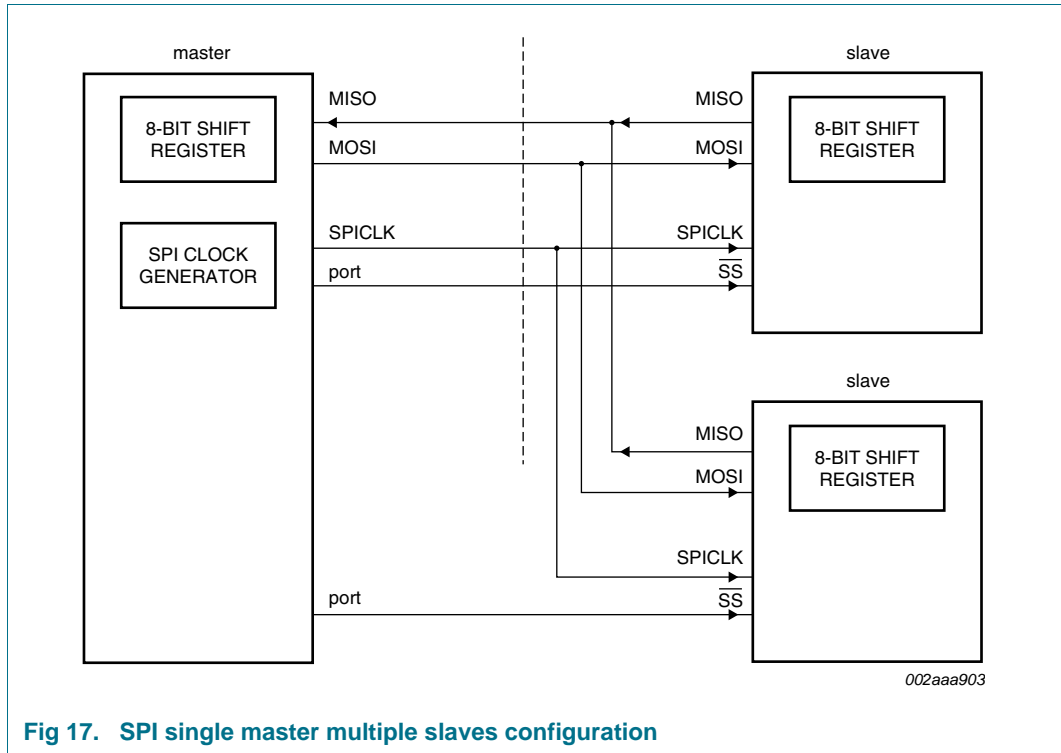 master
slave
8-BIT SHIFT
REGISTER
MISO
MISO
8-BIT SHIFT
REGISTER
MOSI
MOSI
SPI CLOCK
GENERATOR
SPICLK
SPICLK
port
SS
slave
MISO
8-BIT SHIFT
REGISTER
MOSI
SPICLK
port
SS
002aaa903
Fig 17. SPI single master multiple slaves configuration